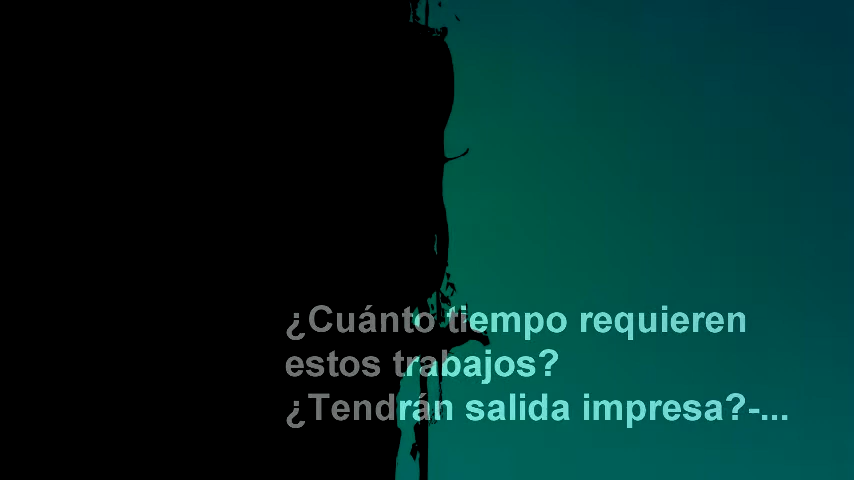 ¿Cuánto tiempo requieren
estos trabajos?
¿Tendrán salida impresa?-...